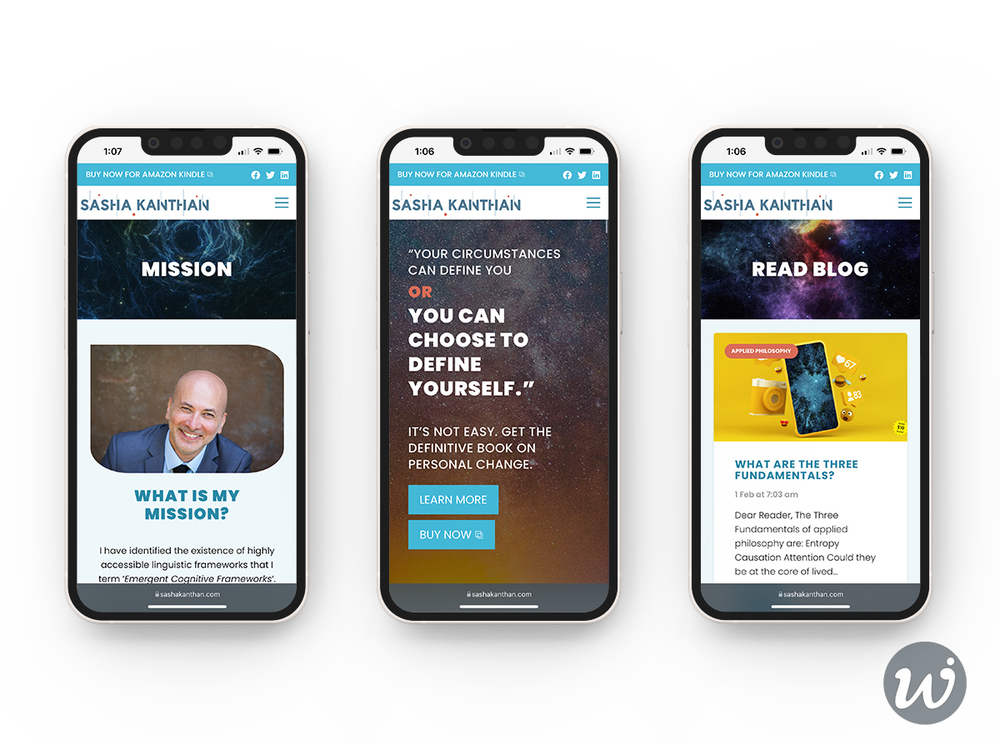 1:07
BUY NOW FOR AMAZON KINDLE
SASHA KANTHAN
MISSION
WHAT IS MY
MISSION?
I have identified the existence of highly
accessible linguistic frameworks that I
term ‘Emergent Cognitive Frameworks’.
sashakanthan.com
1:06
BUY NOW FOR AMAZON KINDLE
SASHA KANTHAN
“YOUR CIRCUMSTANCES
CAN DEFINE YOU
OR
YOU CAN
CHOOSE TO
DEFINE
YOURSELF.”
IT’S NOT EASY. GET THE
DEFINITIVE BOOK ON
PERSONAL CHANGE.
LEARN MORE
BUY NOW
sashakanthan.com
1:06
BUY NOW FOR AMAZON KINDLE
SASHA KANTHAN
READ BLOG
APPLIED PHILOSOPHY
67
83
WHAT ARE THE THREE
FUNDAMENTALS?
1 Feb at 7:03 am
Dear Reader, The Three
Fundamentals of applied
philosophy are: Entropy
Causation Attention Could they
be at the core of lived...
sashakanthan.com
wi